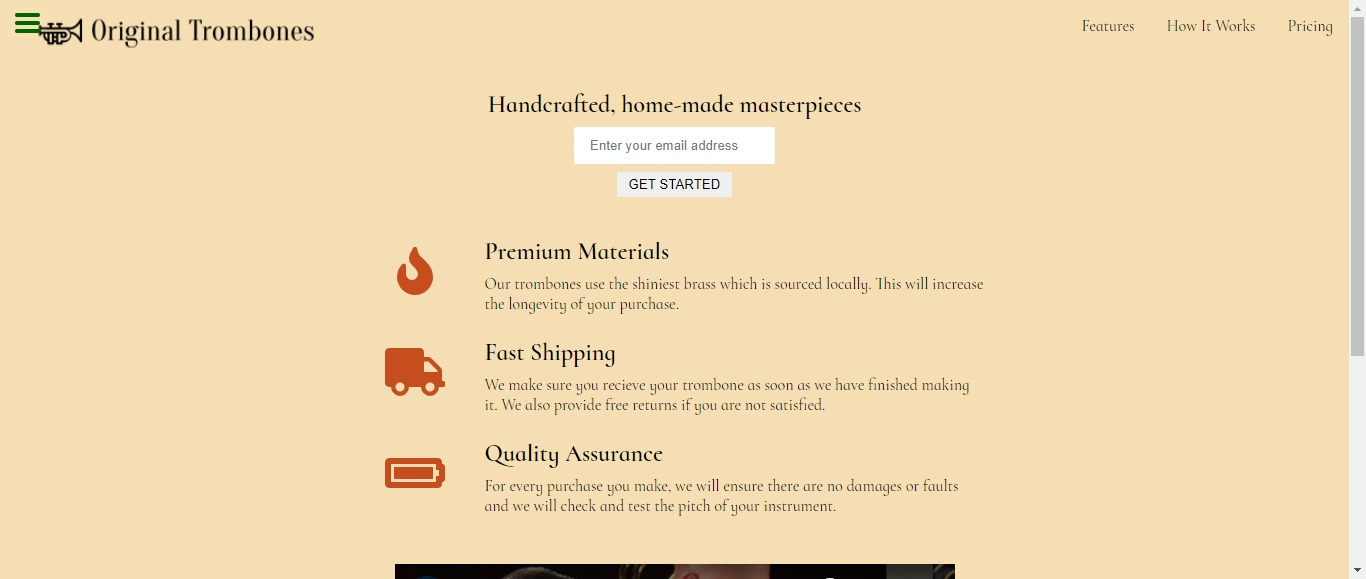 Original Trombones
Features
How It Works
Pricing
Handcrafted, home-made masterpieces
Enter your email address
GET STARTED
Premium Materials
Our trombones use the shiniest brass which is sourced locally. This will increase
the longevity of your purchase.
Fast Shipping
We make sure you recieve your trombone as soon as we have finished making
it. We also provide free returns if you are not satisfied.
Quality Assurance
For every purchase you make, we will ensure there are no damages or faults
and we will check and test the pitch of your instrument.